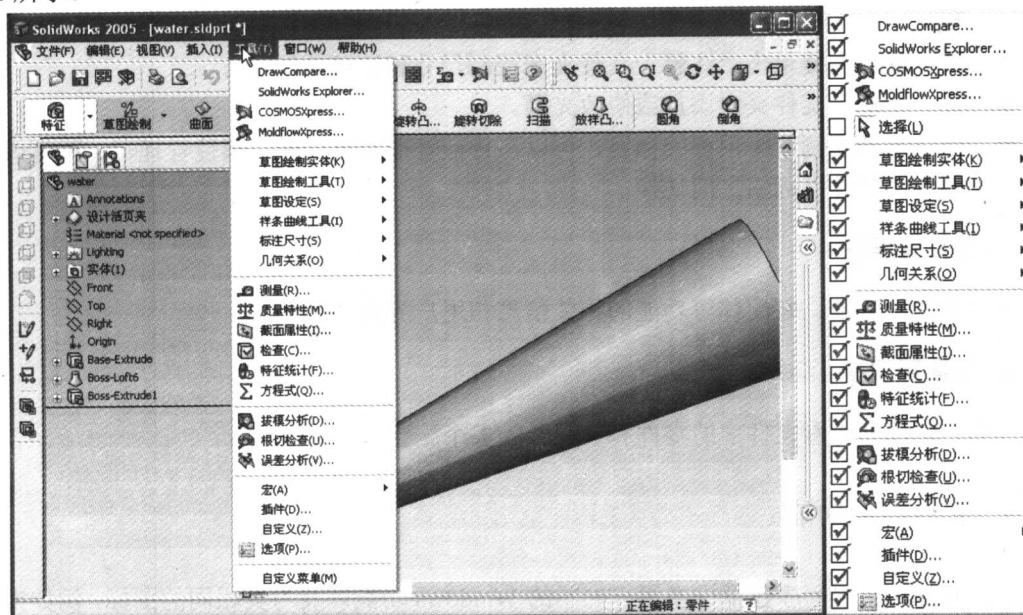 SolidWorks 2005 - [water.sldprt *]
文件(F) 编辑(E) 视图(V) 插入(I) 工具(T) 窗口(W) 帮助(H)
特征 草图绘制 曲面
旋转凸... 旋转切除 扫描 放样凸... 圆角 倒角
water
Annotations
设计活页夹
Material <not specified>
Lighting
实体(1)
Front
Top
Right
Origin
Base-Extrude
Boss-Loft6
Boss-Extrude1
DrawCompare...
SolidWorks Explorer...
COSMOSXpress...
MoldflowXpress...
草图绘制实体(K)
草图绘制工具(T)
草图设定(S)
样条曲线工具(I)
标注尺寸(S)
几何关系(O)
测量(R)...
质量特性(M)...
截面属性(I)...
检查(C)...
特征统计(F)...
方程式(Q)...
拔模分析(D)...
根切检查(U)...
误差分析(V)...
宏(A)
插件(D)...
自定义(Z)...
选项(P)...
自定义菜单(M)
正在编辑：零件
DrawCompare...
SolidWorks Explorer...
COSMOSXpress...
MoldflowXpress...
选择(L)
草图绘制实体(K)
草图绘制工具(T)
草图设定(S)
样条曲线工具(I)
标注尺寸(S)
几何关系(O)
测量(R)...
质量特性(M)...
截面属性(I)...
检查(C)...
特征统计(F)...
方程式(Q)...
拔模分析(D)...
根切检查(U)...
误差分析(V)...
宏(A)
插件(D)...
自定义(Z)...
选项(P)...